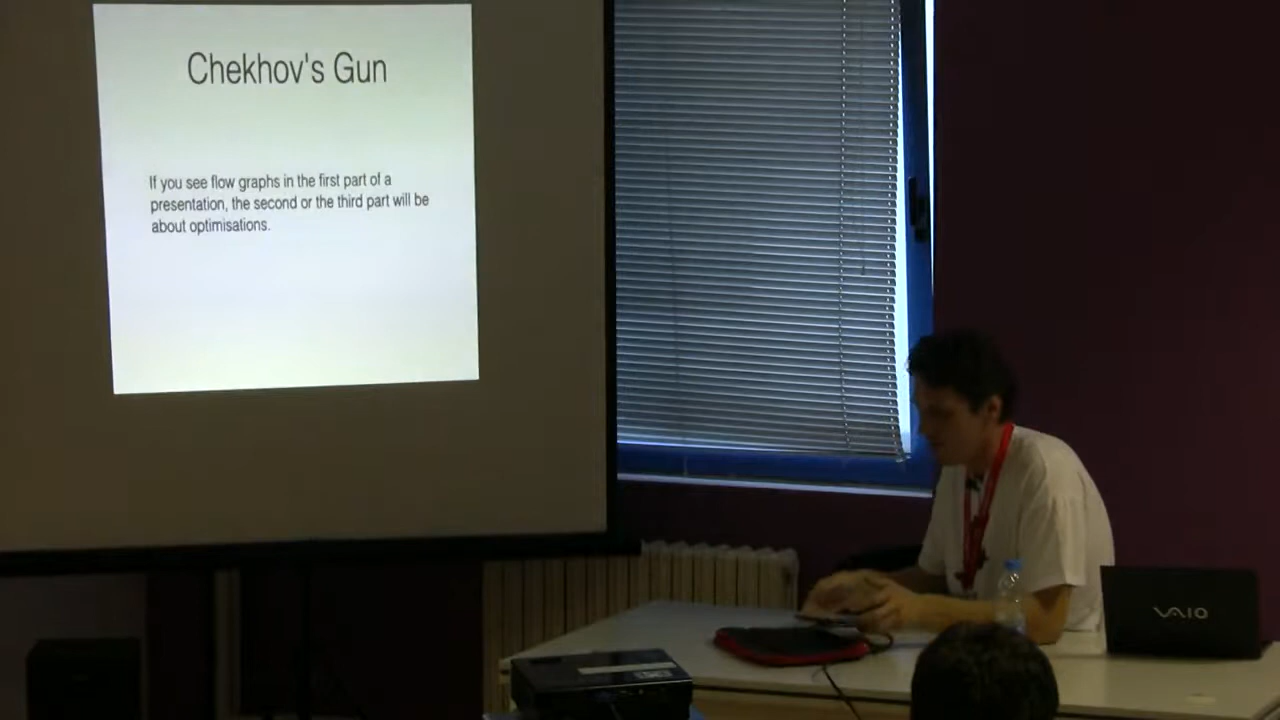 Chekhov's Gun
If you see flow graphs in the first part of a
presentation, the second or the third part will be
about optimisations.
VAIO